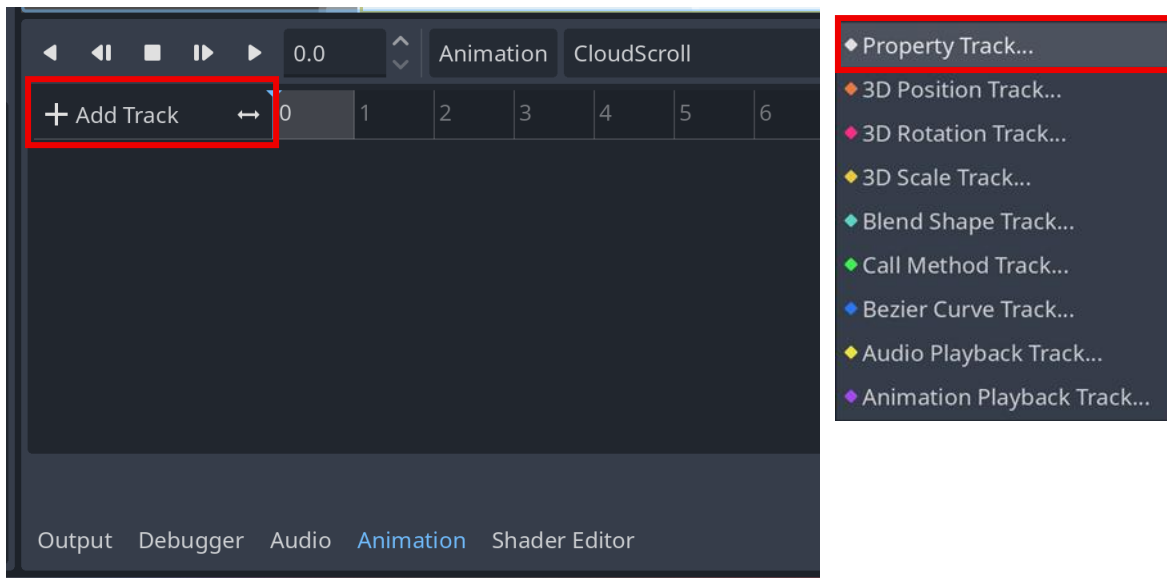 0.0 Animation CloudScroll
+ Add Track 0 1 2 3 4 5 6
Output Debugger Audio Animation Shader Editor
Property Track...
3D Position Track...
3D Rotation Track...
3D Scale Track...
Blend Shape Track...
Call Method Track...
Bezier Curve Track...
Audio Playback Track...
Animation Playback Track...